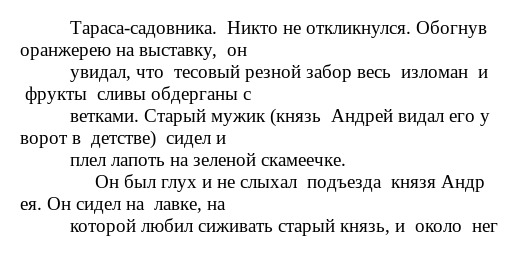 Тараса-садовника. Никто не откликнулся. Обогнув
оранжерею на выставку, он
увидал, что тесовый резной забор весь изломан и
фрукты сливы обдерганы с
ветками. Старый мужик (князь Андрей видал его у
ворот в детстве) сидел и
плел лапоть на зеленой скамеечке.
Он был глух и не слыхал подъезда князя Андр
ея. Он сидел на лавке, на
которой любил сиживать старый князь, и около нег